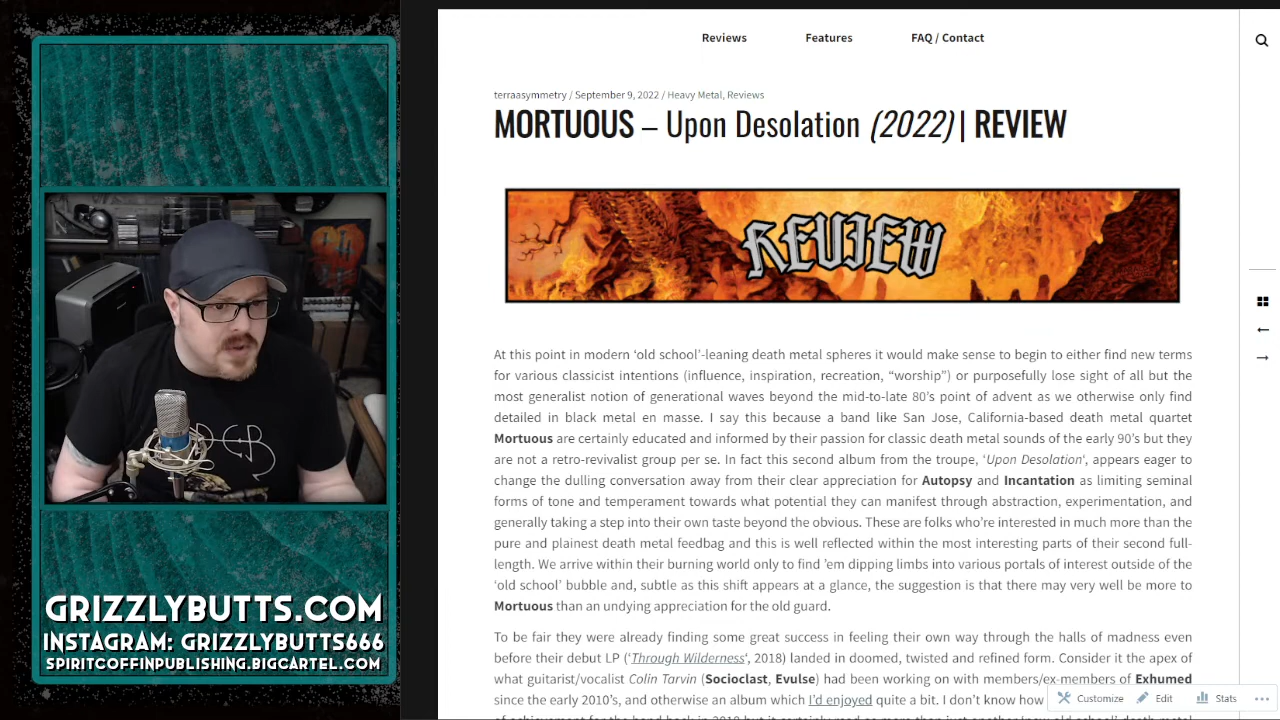 Reviews
Features
FAQ / Contact
terraasymmetry / September 9, 2022 / Heavy Metal, Reviews
MORTUOUS – Upon Desolation (2022) | REVIEW
REVIEW
At this point in modern ‘old school’-leaning death metal spheres it would make sense to begin to either find new terms
for various classicist intentions (influence, inspiration, recreation, “worship”) or purposefully lose sight of all but the
most generalist notion of generational waves beyond the mid-to-late 80’s point of advent as we otherwise only find
detailed in black metal en masse. I say this because a band like San Jose, California-based death metal quartet
Mortuous are certainly educated and informed by their passion for classic death metal sounds of the early 90’s but they
are not a retro-revivalist group per se. In fact this second album from the troupe, ‘Upon Desolation‘, appears eager to
change the dulling conversation away from their clear appreciation for Autopsy and Incantation as limiting seminal
forms of tone and temperament towards what potential they can manifest through abstraction, experimentation, and
generally taking a step into their own taste beyond the obvious. These are folks who’re interested in much more than the
pure and plainest death metal feedbag and this is well reflected within the most interesting parts of their second full-
length. We arrive within their burning world only to find ’em dipping limbs into various portals of interest outside of the
‘old school’ bubble and, subtle as this shift appears at a glance, the suggestion is that there may very well be more to
Mortuous than an undying appreciation for the old guard.
To be fair they were already finding some great success in feeling their own way through the halls of madness even
before their debut LP (‘Through Wilderness‘, 2018) landed in doomed, twisted and refined form. Consider it the apex of
what guitarist/vocalist Colin Tarvin (Socioclast, Evulse) had been working on with members/ex-members of Exhumed
since the early 2010’s, and otherwise an album which I’d enjoyed quite a bit. I don’t know how
Customize
Edit
Stats
GRIZZLYBUTTS.COM
INSTAGRAM: GRIZZLYBUTTS666
SPIRITCOFFINPUBLISHING.BIGCARTEL.COM